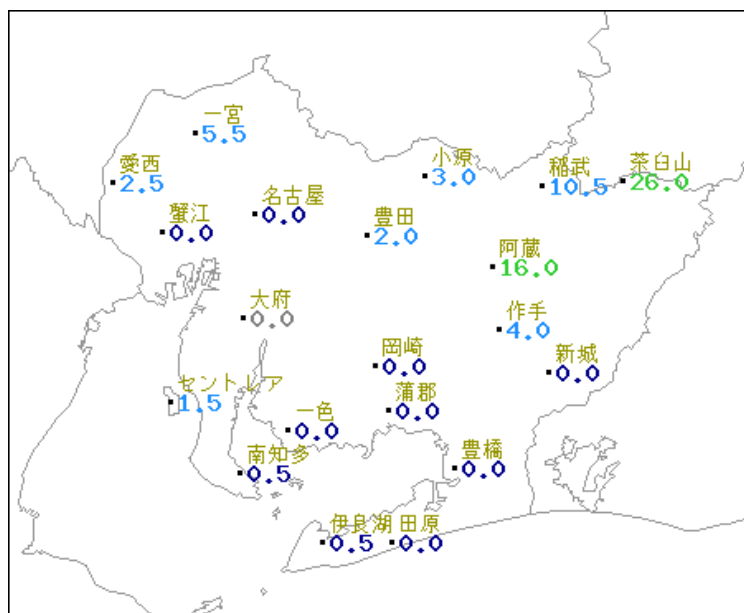 一宮
5.5
愛西
2.5
小原
3.0
稲武
10.5
茶臼山
26.0
名古屋
0.0
蟹江
0.0
豊田
2.0
阿蔵
16.0
大府
0.0
作手
4.0
岡崎
0.0
新城
0.0
セントレア
1.5
蒲郡
0.0
一色
0.0
南知多
0.5
豊橋
0.0
伊良湖
0.5
田原
0.0